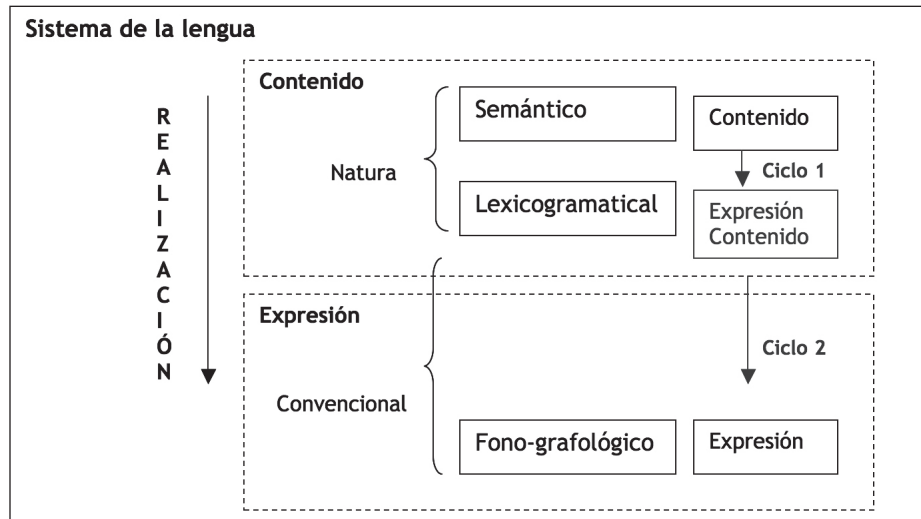 Sistema de la lengua
Contenido
REALIZACIÓN
Semántico
Contenido
Natura
Ciclo 1
Lexicogramatical
Expresión
Contenido
Expresión
Ciclo 2
Convencional
Fono-grafológico
Expresión